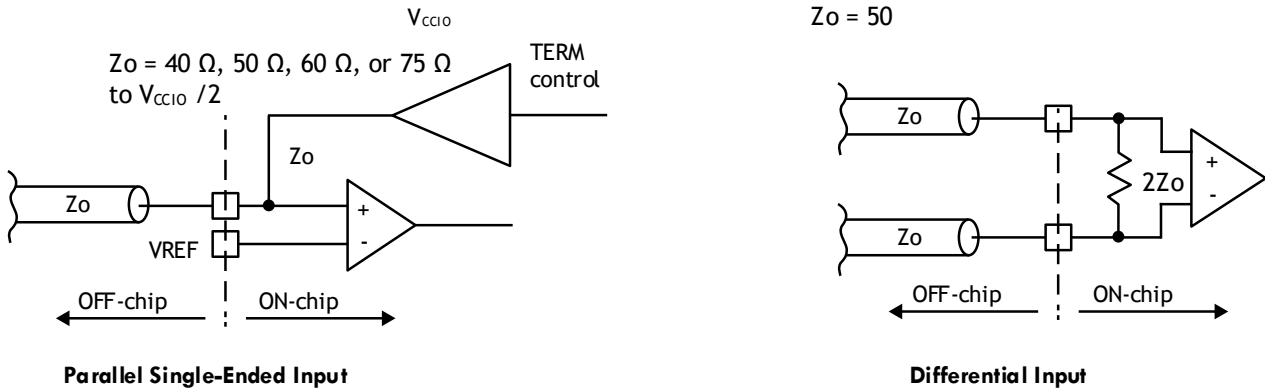 VCCIO
Zo = 40 Ω, 50 Ω, 60 Ω, or 75 Ω
to VCCIO /2
TERM
control
Zo
Zo
+
-
VREF
OFF-chip
ON-chip
Parallel Single-Ended Input
Zo = 50
Zo
+
-
2Zo
Zo
OFF-chip
ON-chip
Differential Input